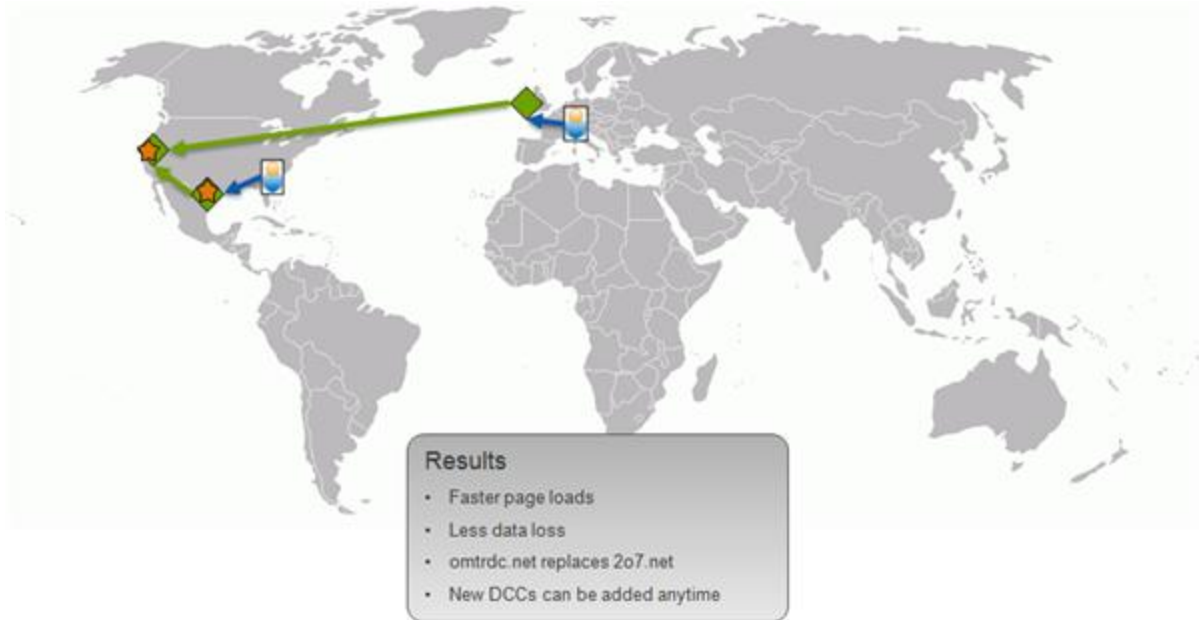 Results
• Faster page loads
• Less data loss
• omtrdc.net replaces 2o7.net
• New DCCs can be added anytime